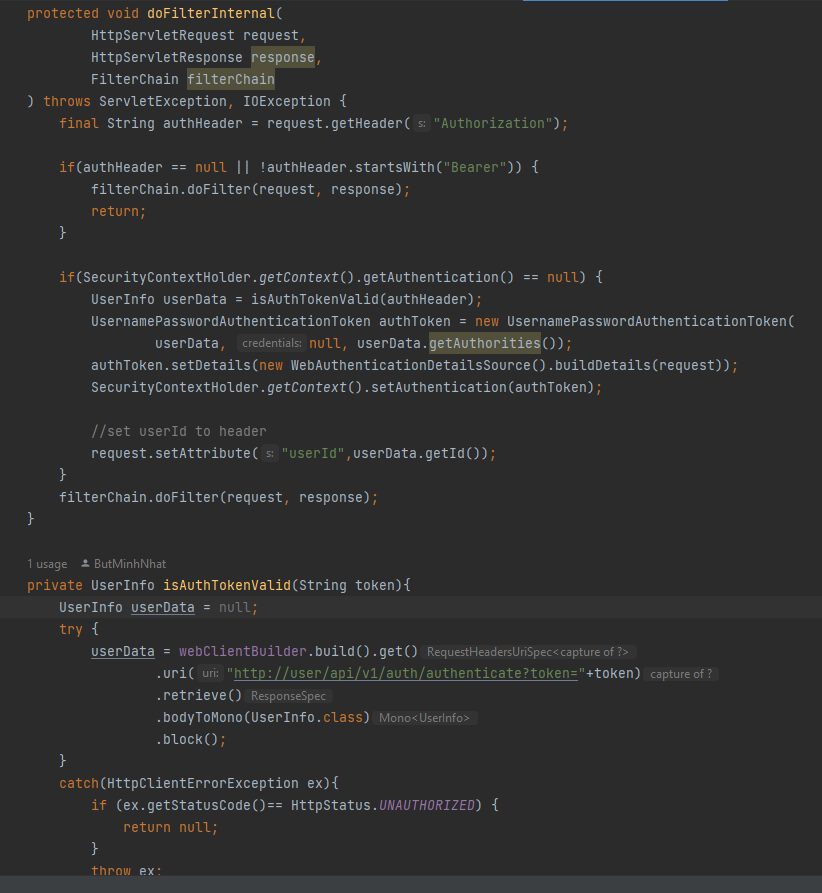 protected void doFilterInternal(
HttpServletRequest request,
HttpServletResponse response,
FilterChain filterChain
) throws ServletException, IOException {
final String authHeader = request.getHeader( s: "Authorization");
if(authHeader == null || !authHeader.startsWith("Bearer")) {
filterChain.doFilter(request, response);
return;
}
if(SecurityContextHolder.getContext().getAuthentication() == null) {
UserInfo userData = isAuthTokenValid(authHeader);
UsernamePasswordAuthenticationToken authToken = new UsernamePasswordAuthenticationToken(
userData, credentials: null, userData.getAuthorities());
authToken.setDetails(new WebAuthenticationDetailsSource().buildDetails(request));
SecurityContextHolder.getContext().setAuthentication(authToken);
//set userId to header
request.setAttribute( s: "userId",userData.getId());
}
filterChain.doFilter(request, response);
}
1 usage ButMinhNhat
private UserInfo isAuthTokenValid(String token){
UserInfo userData = null;
try {
userData = webClientBuilder.build().get() RequestHeadersUriSpec<capture of ?>
.uri( uri: "http://user/api/v1/auth/authenticate?token="+token) capture of ?
.retrieve() ResponseSpec
.bodyToMono(UserInfo.class) Mono<UserInfo>
.block();
}
catch(HttpClientErrorException ex){
if (ex.getStatusCode()== HttpStatus.UNAUTHORIZED) {
return null;
}
throw ex;